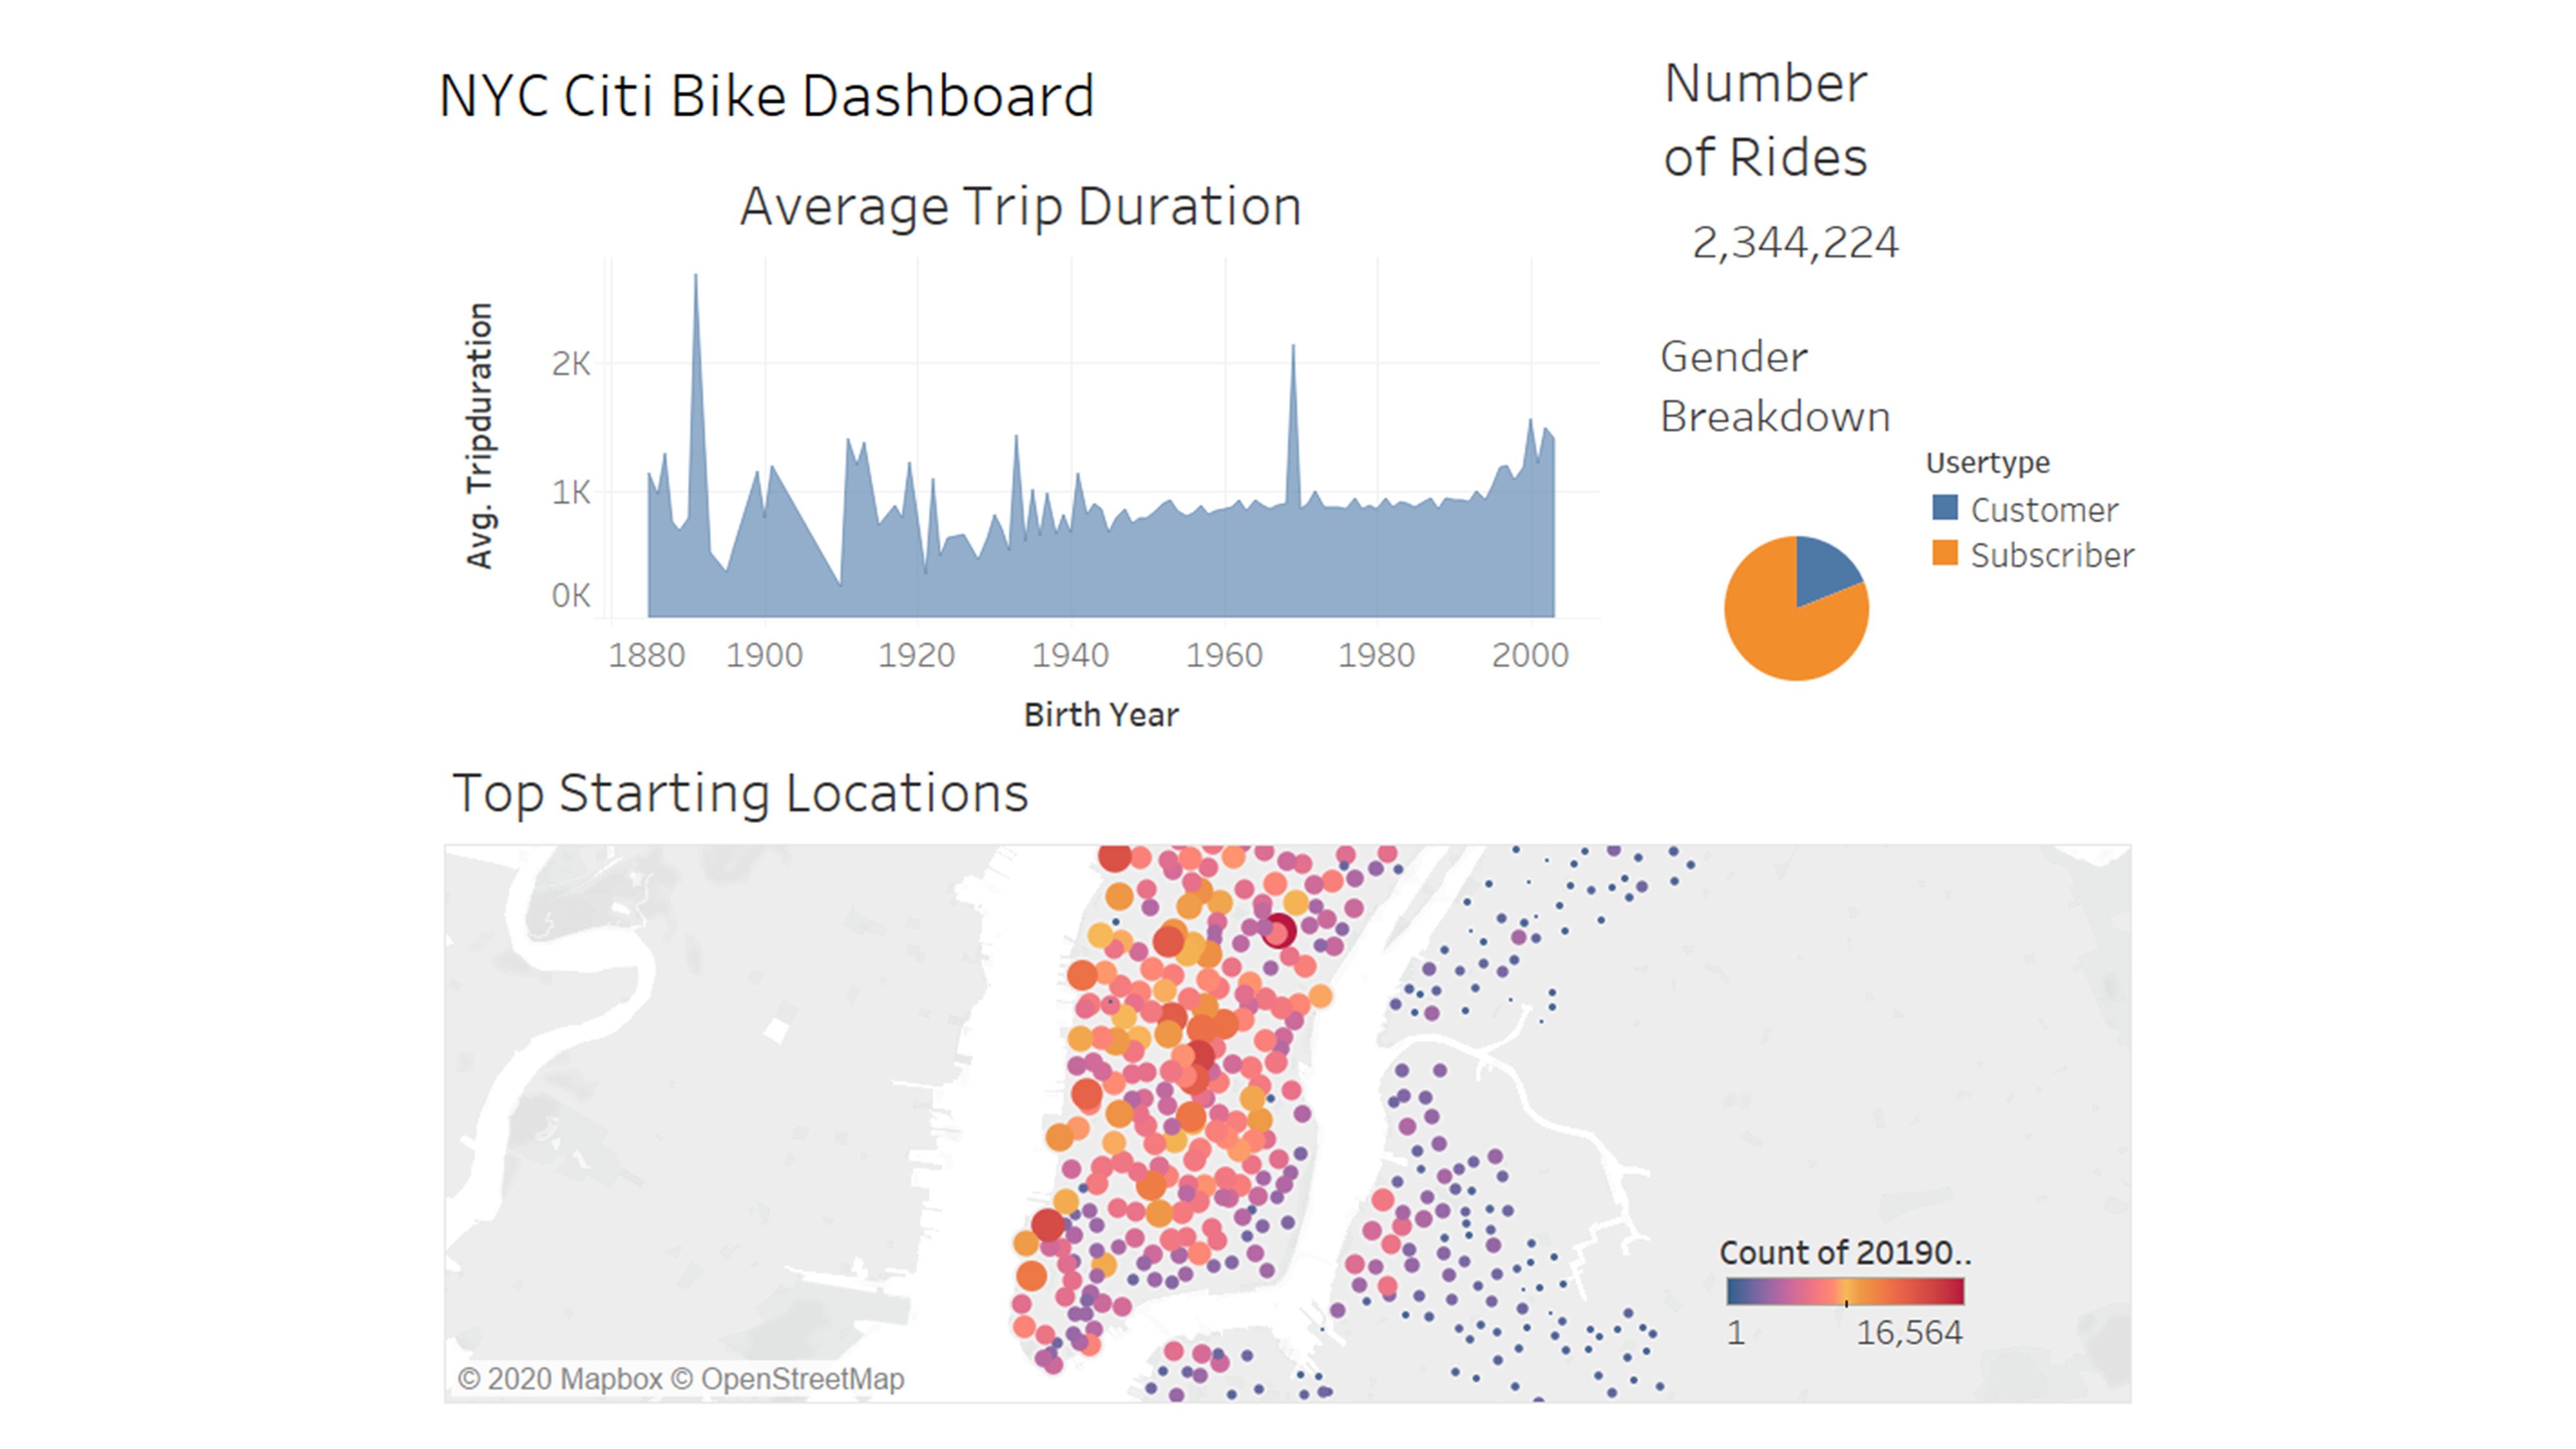 NYC Citi Bike Dashboard
Average Trip Duration
Avg. Tripduration
2K
1K
0K
1880 1900 1920 1940 1960 1980 2000
Birth Year
Number
of Rides
2,344,224
Gender
Breakdown
Usertype
Customer
Subscriber
Top Starting Locations
Count of 20190..
1 16,564
© 2020 Mapbox © OpenStreetMap